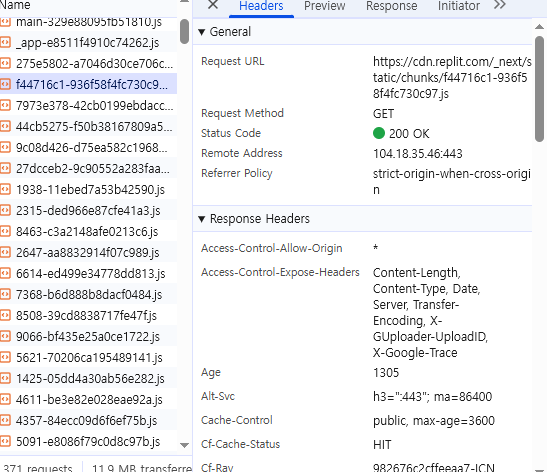 Name
main-329e88095fb51810.js
_app-e8511f4910c74262.js
275e5802-a7046d30ce706c...
f44716c1-936f58f4fc730c9...
7973e378-42cb0199ebdacc...
44cb5275-f50b38167809a5...
9c08d426-d75ea582c1968...
27dcceb2-9c90552a283faa...
1938-11ebed7a53b42590.js
2315-ded966e87cfe41a3.js
8463-c3a2148afe0213c6.js
2647-aa8832914f07c989.js
6614-ed499e34778dd813.js
7368-b6d888b8dacf0484.js
8508-39cd8838717fe47f.js
9066-bf435e25a0ce1722.js
5621-70206ca195489141.js
1425-05dd4a30ab56e282.js
4611-be3e82e028eae92a.js
4357-84ecc09d6f6ef75b.js
5091-e8086f79c0d8c97b.js
371 requests
11.9 MB transferre
Headers Preview Response Initiator
General
Request URL
https://cdn.replit.com/_next/s
tatic/chunks/f44716c1-936f5
8f4fc730c97.js
Request Method GET
Status Code 200 OK
Remote Address 104.18.35.46:443
Referrer Policy strict-origin-when-cross-origi
n
Response Headers
Access-Control-Allow-Origin *
Access-Control-Expose-Headers Content-Length,
Content-Type, Date,
Server, Transfer-
Encoding, X-
GUploader-UploadID,
X-Google-Trace
Age 1305
Alt-Svc h3=":443"; ma=86400
Cache-Control public, max-age=3600
Cf-Cache-Status HIT
Cf-Ray 982676c2cffeeaa7-ICN